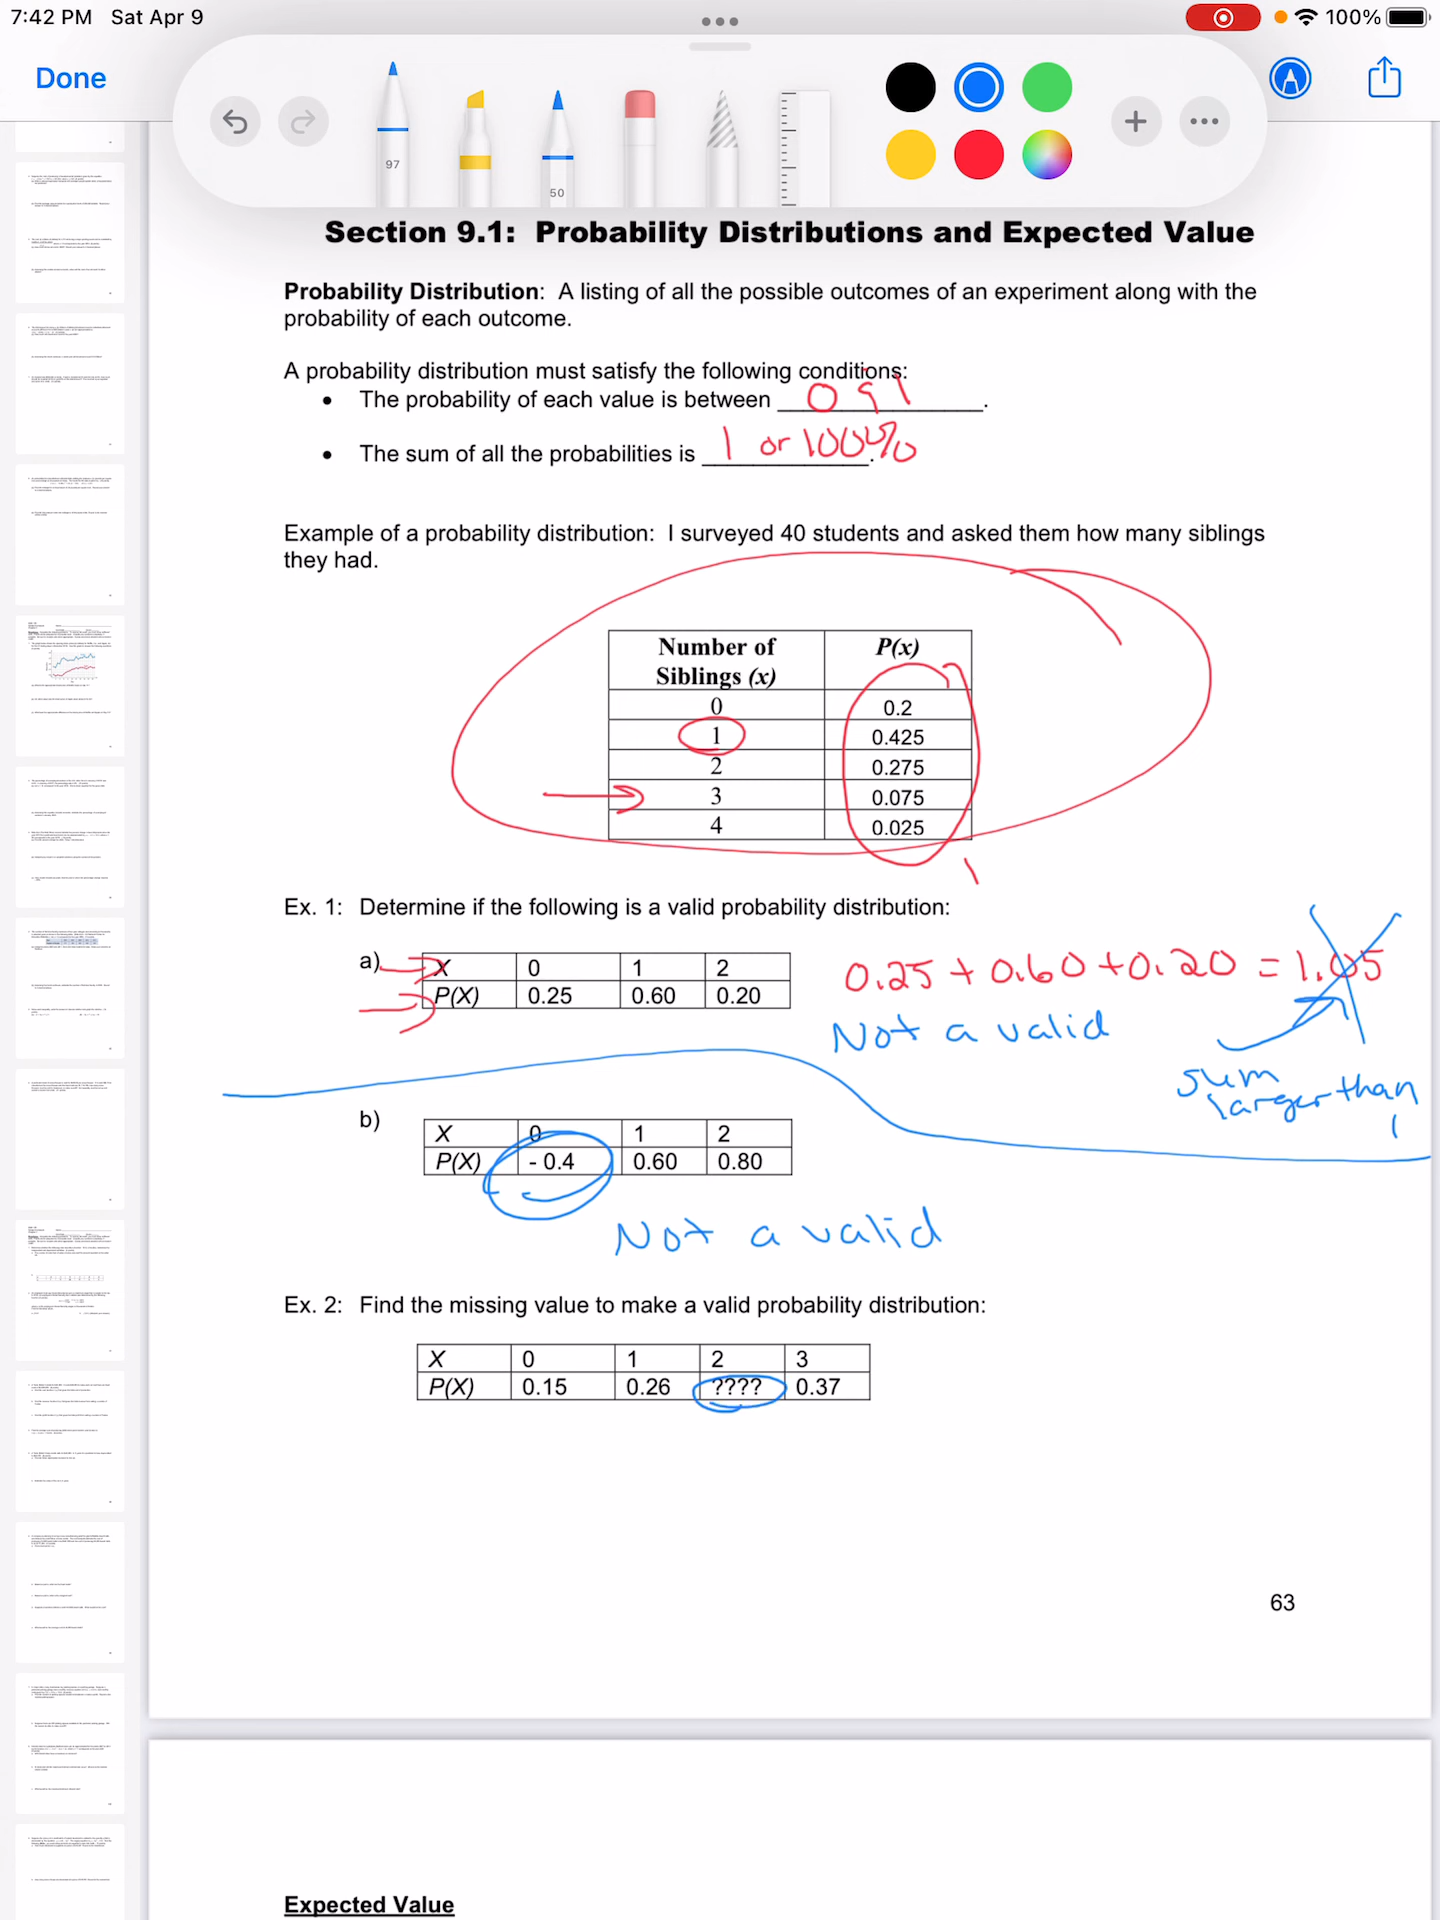 7:42 PM Sat Apr 9
100%
Done
97
50
Section 9.1: Probability Distributions and Expected Value
Probability Distribution: A listing of all the possible outcomes of an experiment along with the
probability of each outcome.
A probability distribution must satisfy the following conditions:
• The probability of each value is between 0 & 1.
• The sum of all the probabilities is 1 or 100%.
Example of a probability distribution: I surveyed 40 students and asked them how many siblings
they had.
Number of Siblings (x) P(x)
0 0.2
1 0.425
2 0.275
3 0.075
4 0.025
1
Ex. 1: Determine if the following is a valid probability distribution:
a) X 0 1 2
P(X) 0.25 0.60 0.20
0.25 + 0.60 + 0.20 = 1.05
Not a valid
sum
larger than
1
b) X 0 1 2
P(X) - 0.4 0.60 0.80
Not a valid
Ex. 2: Find the missing value to make a valid probability distribution:
X 0 1 2 3
P(X) 0.15 0.26 ???? 0.37
63
Expected Value